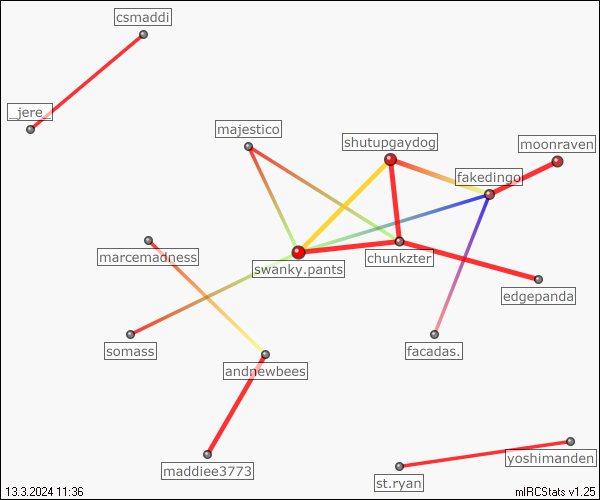 csmaddi
_jere_
majestico
shutupgaydog
moonraven
fakedingo
marcemadness
swanky.pants
chunkzter
edgepanda
somass
facadas.
andnewbees
maddiee3773
yoshimanden
st.ryan
13.3.2024 11:36
mIRCStats v1.25